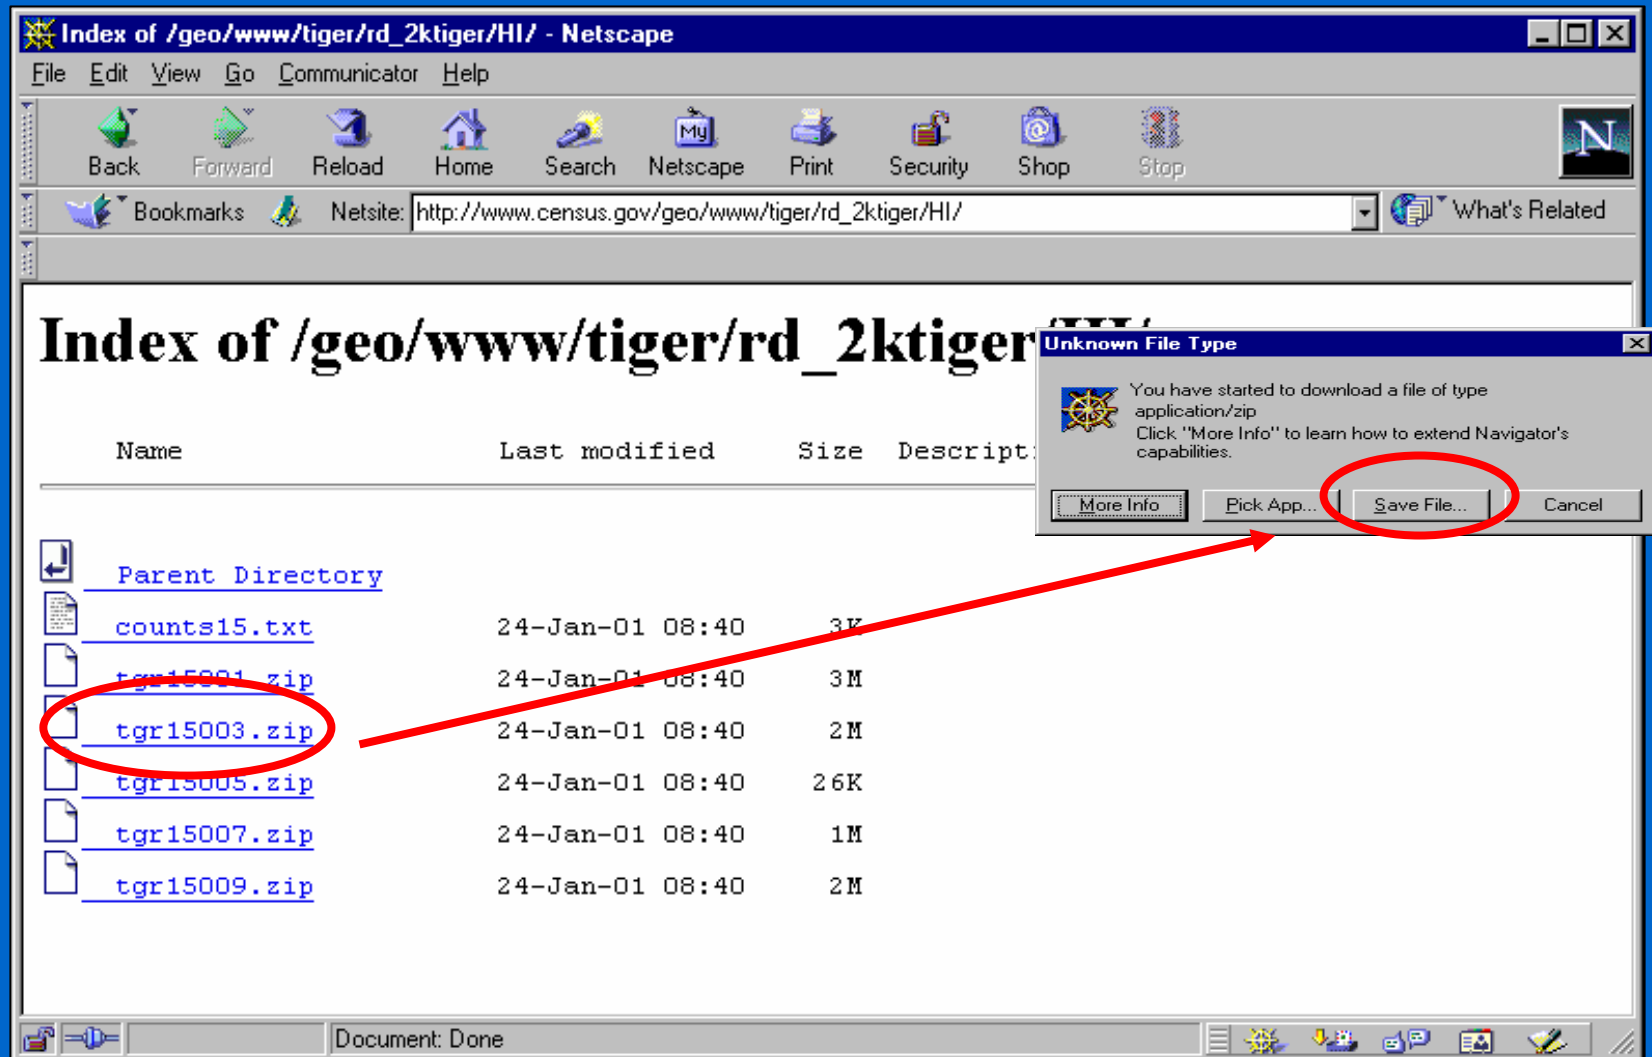 Index of /geo/www/tiger/rd_2ktiger/HI/ - Netscape
File Edit View Go Communicator Help
Back Forward Reload Home Search Netscape Print Security Shop Stop
My
N
Bookmarks Netsite: http://www.census.gov/geo/www/tiger/rd_2ktiger/HI/ What's Related
Index of /geo/www/tiger/rd_2ktiger/HI/
Unknown File Type
You have started to download a file of type
application/zip
Click "More Info" to learn how to extend Navigator's
capabilities.
More Info Pick App... Save File... Cancel
Name Last modified Size Descripti
Parent Directory
counts15.txt 24-Jan-01 08:40 3K
tgr15001.zip 24-Jan-01 08:40 3M
tgr15003.zip 24-Jan-01 08:40 2M
tgr15005.zip 24-Jan-01 08:40 26K
tgr15007.zip 24-Jan-01 08:40 1M
tgr15009.zip 24-Jan-01 08:40 2M
Document: Done